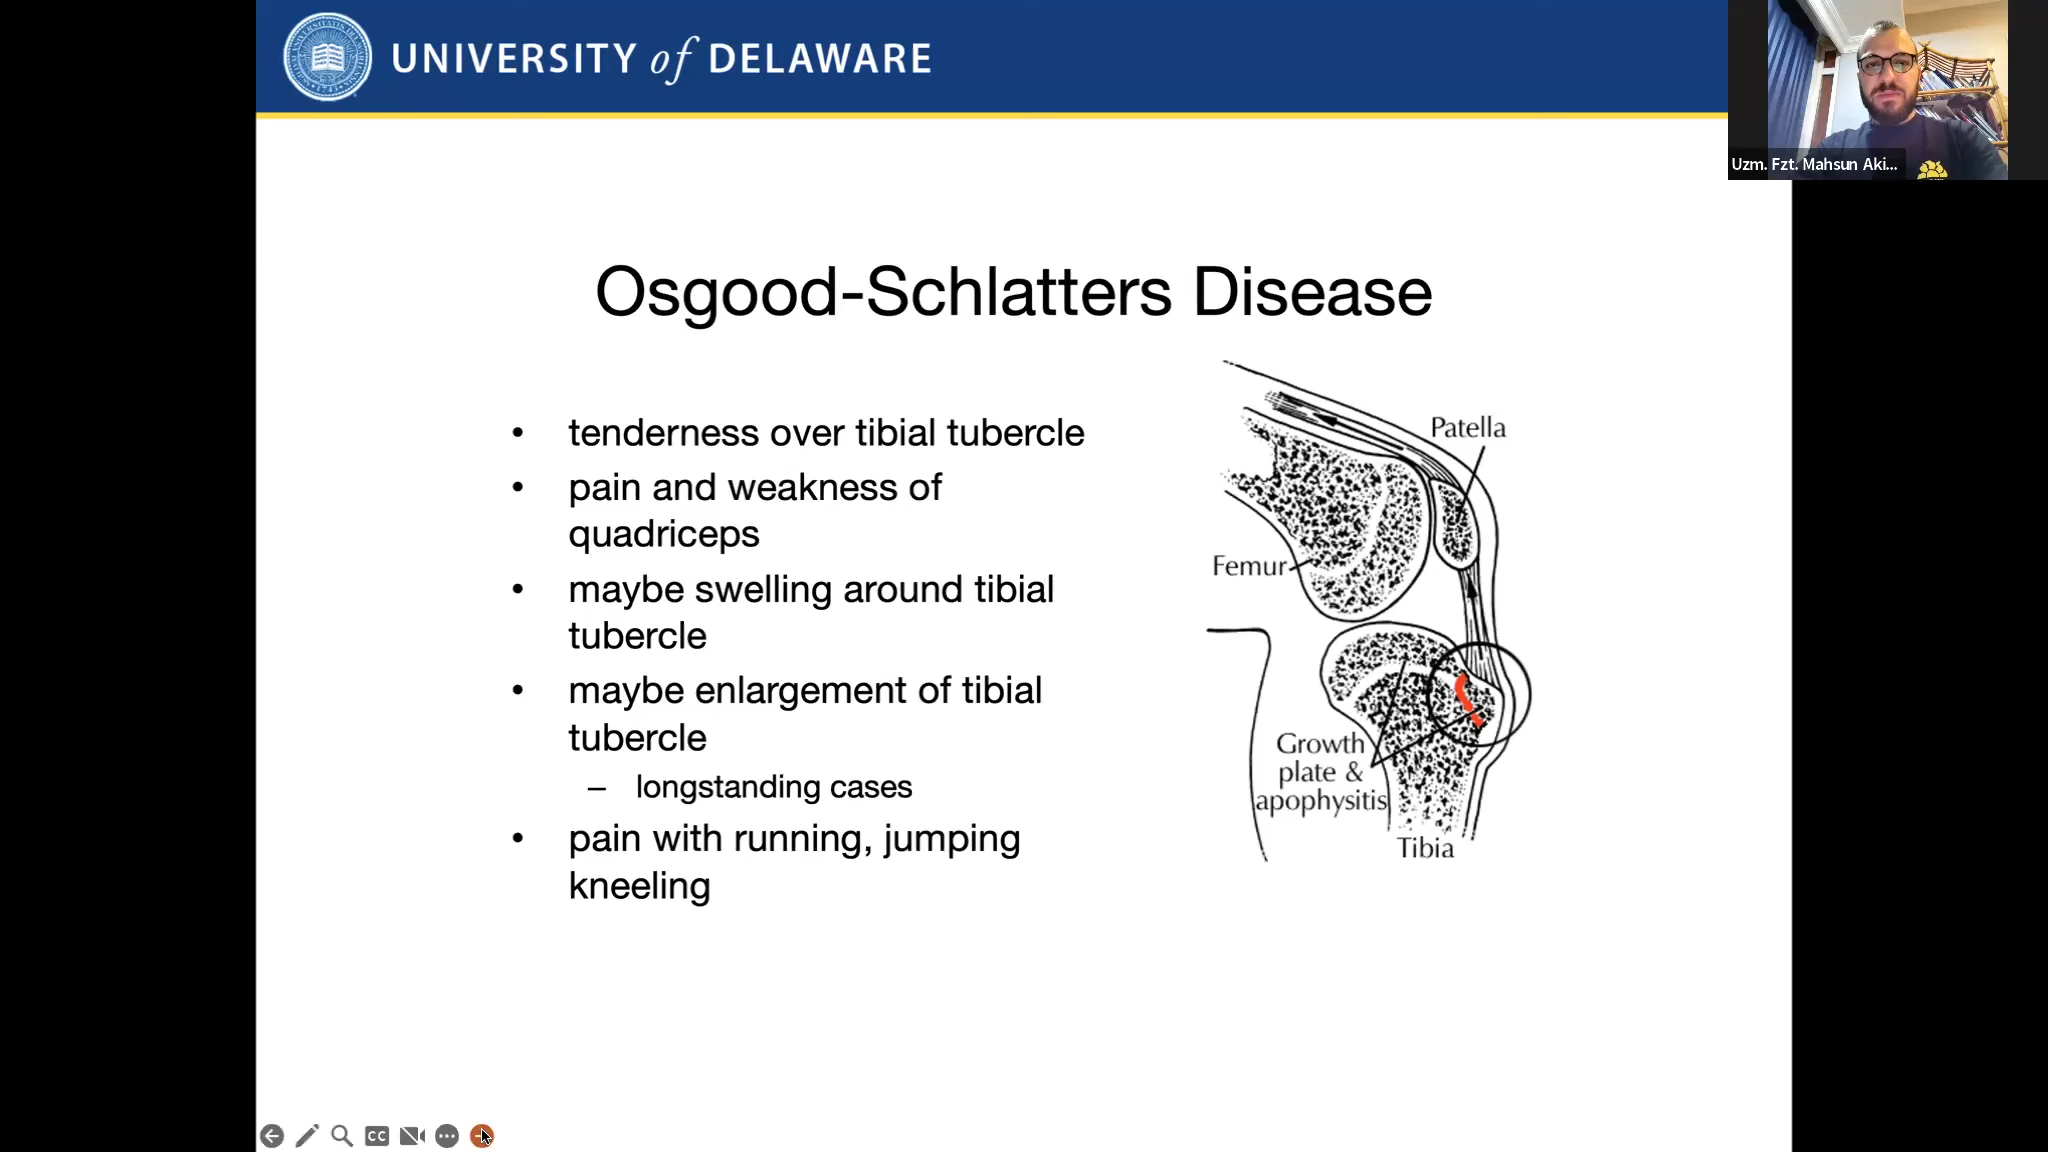 UNIVERSITY of DELAWARE
Uzm. Fzt. Mahsun Aki...
Osgood-Schlatters Disease
• tenderness over tibial tubercle
• pain and weakness of
quadriceps
• maybe swelling around tibial
tubercle
• maybe enlargement of tibial
tubercle
– longstanding cases
• pain with running, jumping
kneeling
Patella
Femur
Growth
plate &
apophysitis
Tibia
CC